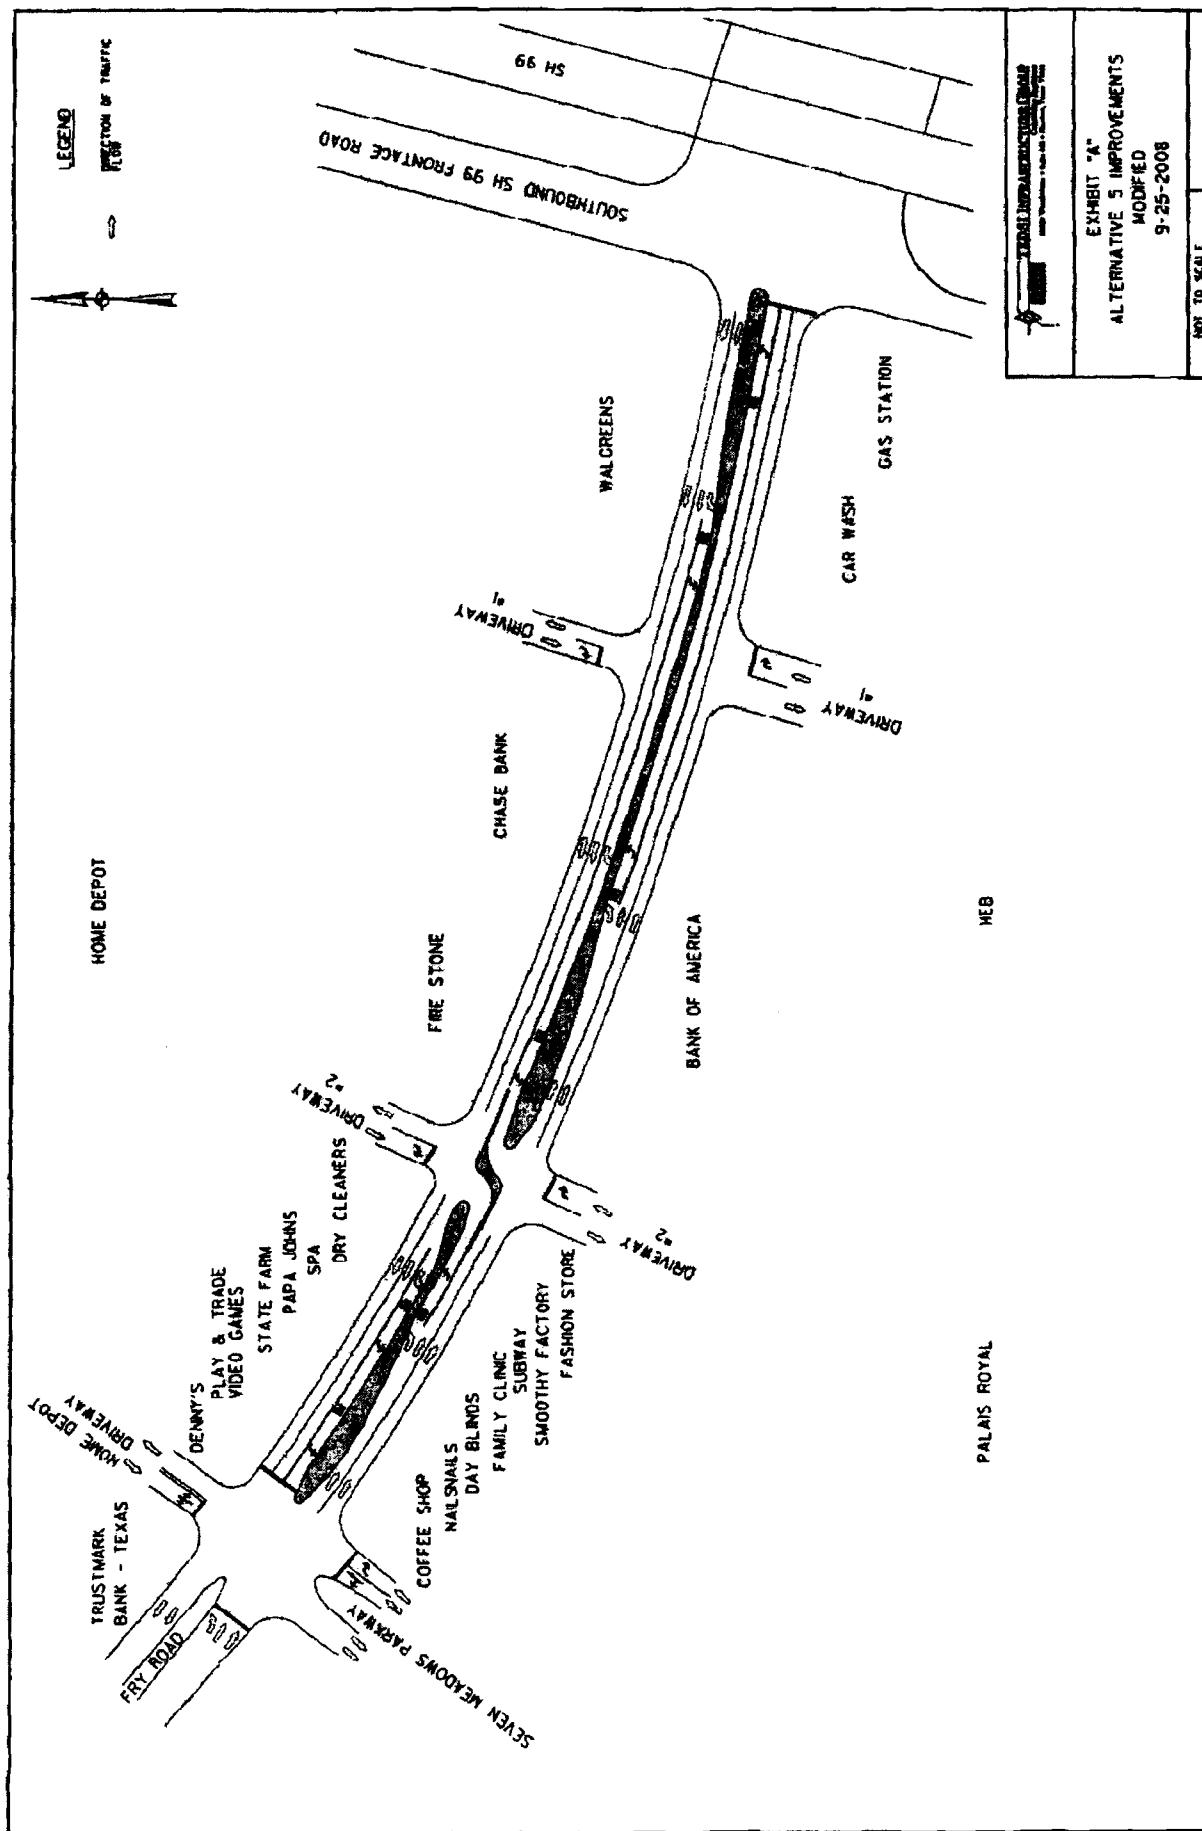 LEGEND
DIRECTION OF TRAFFIC
FLOW
SH 99
SOUTHBOUND SH 99 FRONTAGE ROAD
WALGREENS
GAS STATION
CAR WASH
DRIVEWAY
#1
DRIVEWAY
#1
CHASE BANK
HOME DEPOT
FIRE STONE
BANK OF AMERICA
HEB
DRIVEWAY
#2
DRIVEWAY
#2
DENNY'S
PLAY & TRADE
VIDEO GAMES
STATE FARM
PAPA JOHNS
SPA
DRY CLEANERS
HOME DEPOT
DRIVEWAY
TRUSTMARK
BANK - TEXAS
FRY ROAD
SEVEN MEADOWS PARKWAY
COFFEE SHOP
NAILSNAILS
DAY BLINDS
FAMILY CLINIC
SUBWAY
SMOOTHY FACTORY
FASHION STORE
PALAIS ROYAL
EXHIBIT "A"
ALTERNATIVE 5 IMPROVEMENTS
MODIFIED
9-25-2008
NOT TO SCALE